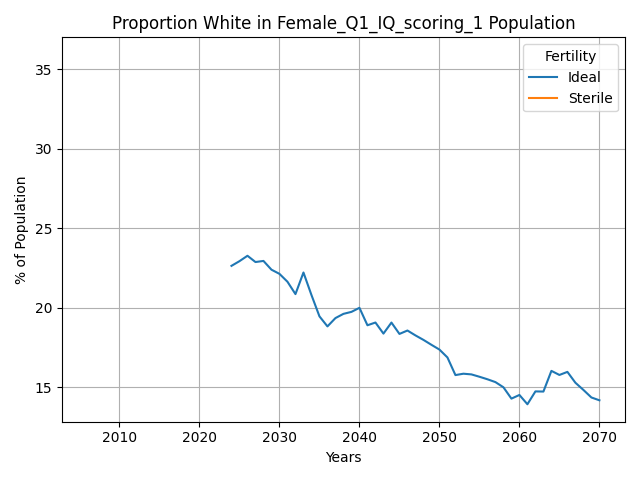 Proportion White in Female_Q1_IQ_scoring_1 Population
Fertility
Ideal
Sterile
% of Population
35
30
25
20
15
2010 2020 2030 2040 2050 2060 2070
Years